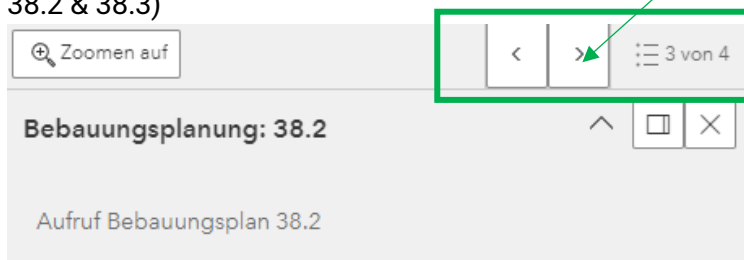 38.2 & 38.3)
Zoomen auf
3 von 4
Bebauungsplanung: 38.2
Aufruf Bebauungsplan 38.2